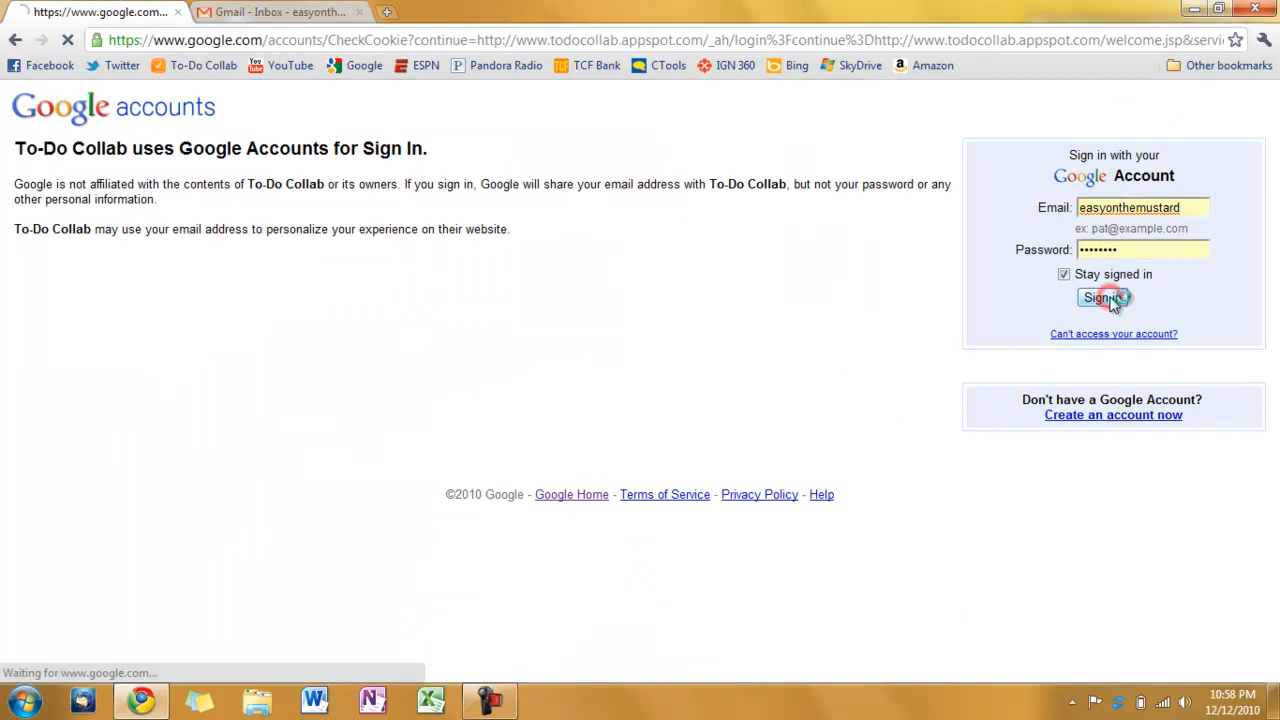 https://www.google.com...
Gmail - Inbox - easyonthem...
https://www.google.com/accounts/CheckCookie?continue=http://www.todocollab.appspot.com/_ah/login%3Fcontinue%3Dhttp://www.todocollab.appspot.com/welcome.jsp&servi
Facebook Twitter To-Do Collab YouTube Google ESPN Pandora Radio TCF Bank CTools IGN 360 Bing SkyDrive Amazon Other bookmarks
Google accounts
To-Do Collab uses Google Accounts for Sign In.
Google is not affiliated with the contents of To-Do Collab or its owners. If you sign in, Google will share your email address with To-Do Collab, but not your password or any
other personal information.
To-Do Collab may use your email address to personalize your experience on their website.
Sign in with your
Google Account
Email: easyonthemustard
ex: pat@example.com
Password: ••••••••
Stay signed in
Sign in
Can't access your account?
Don't have a Google Account?
Create an account now
©2010 Google - Google Home - Terms of Service - Privacy Policy - Help
Waiting for www.google.com...
10:58 PM
12/12/2010